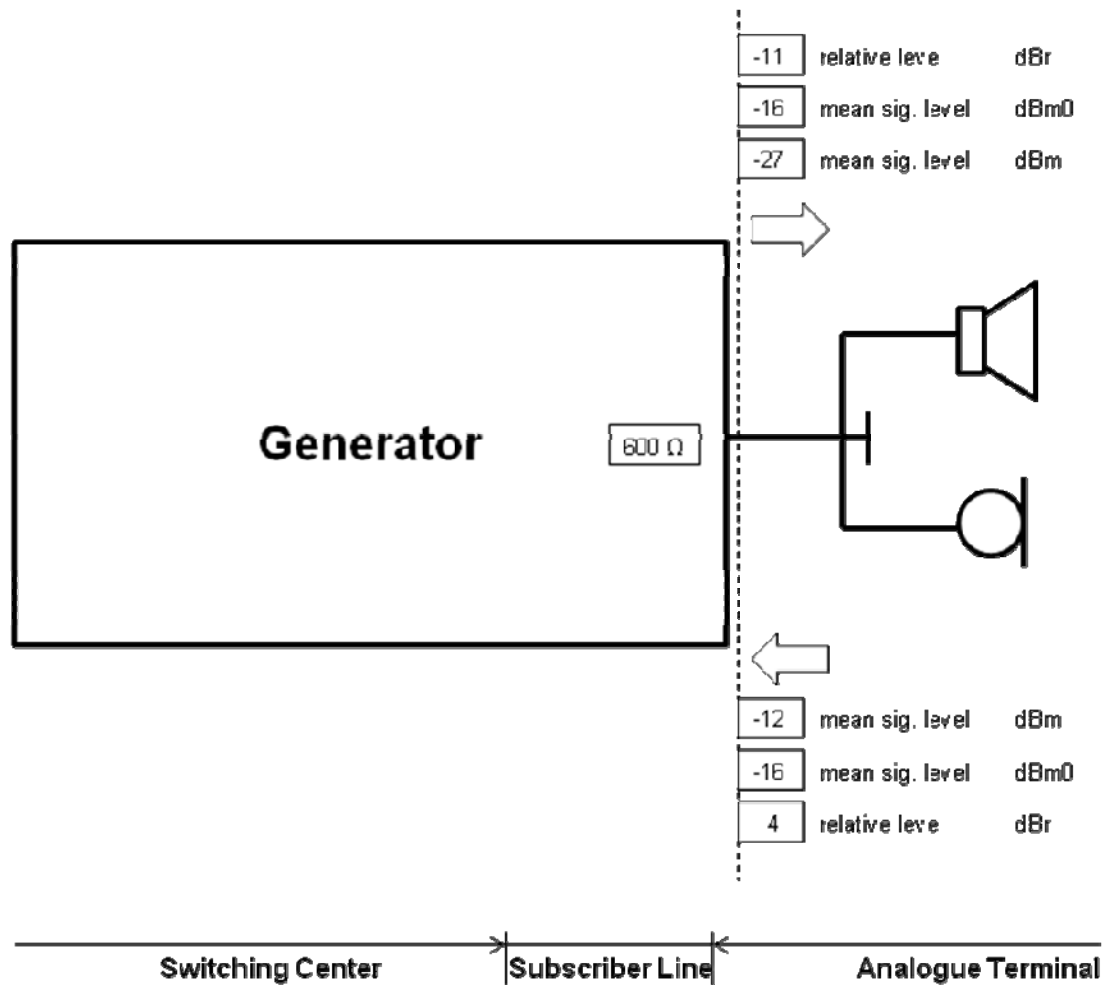 -11 relative leve dBr
-16 mean sig. level dBm0
-27 mean sig. level dBm
Generator
600 Ω
-12 mean sig. level dBm
-16 mean sig. level dBm0
4 relative leve dBr
Switching Center Subscriber Line Analogue Terminal